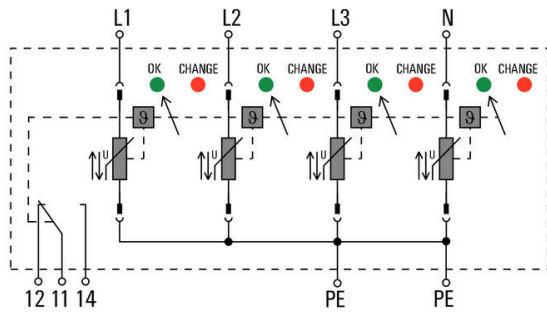 L1 L2 L3 N
OK CHANGE OK CHANGE OK CHANGE OK CHANGE
ϑ ϑ ϑ ϑ
U U U U
12 11 14 PE PE